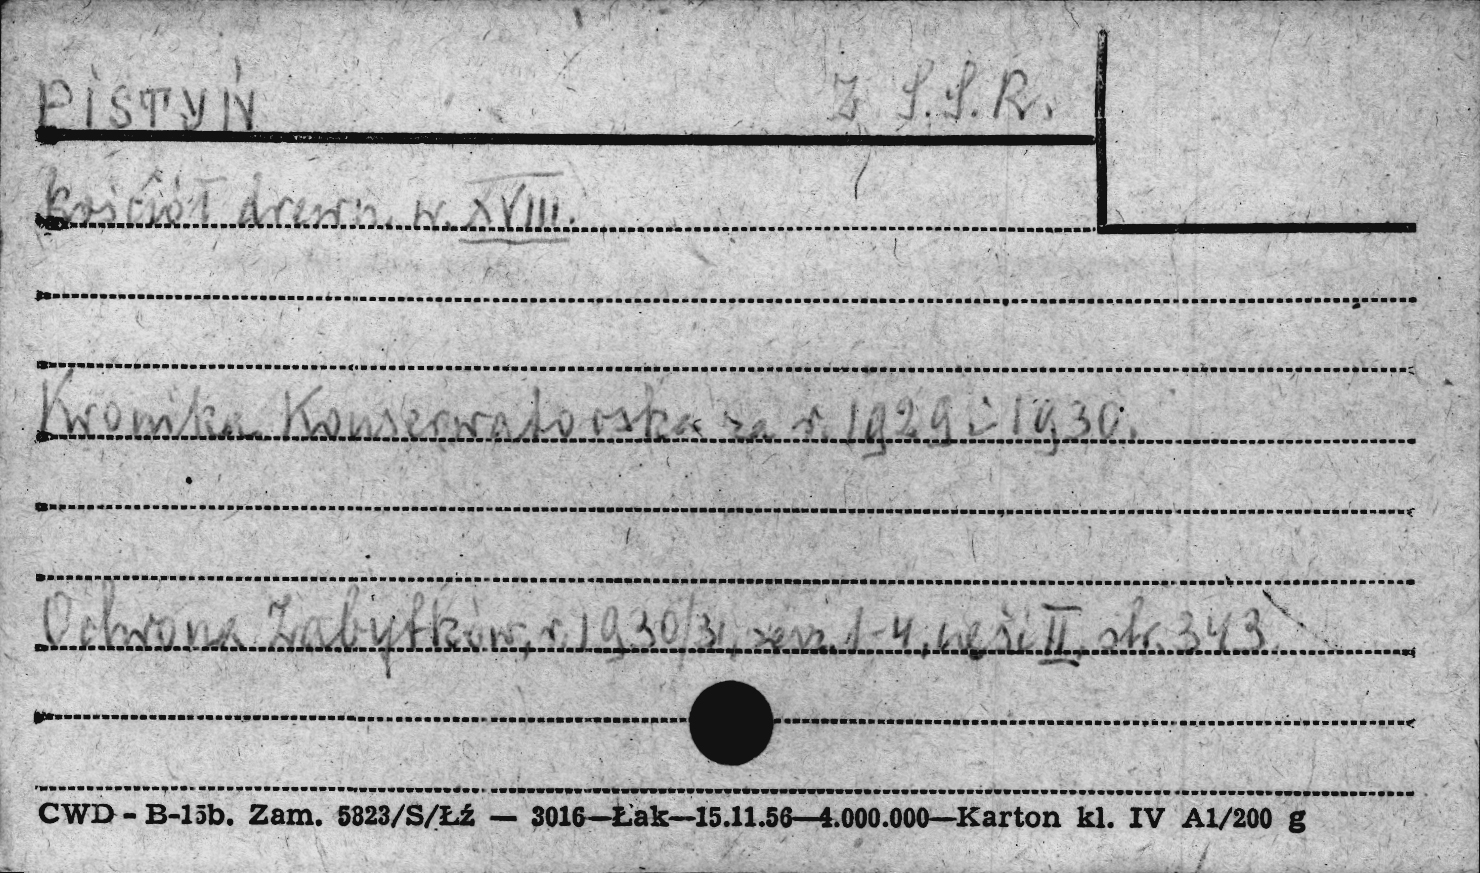 PISTYŃ Z.S.S.R.
Kościół drewn. w. XVIII.
Kronika Konserwatorska za r. 1929 i 1930.
Ochrona Zabytków, r. 1930/31, zesz. 1-4, część II, str. 343.
CWD - B-15b. Zam. 5823/S/Łź — 3016—Łak—15.11.56—4.000.000—Karton kl. IV A1/200 g